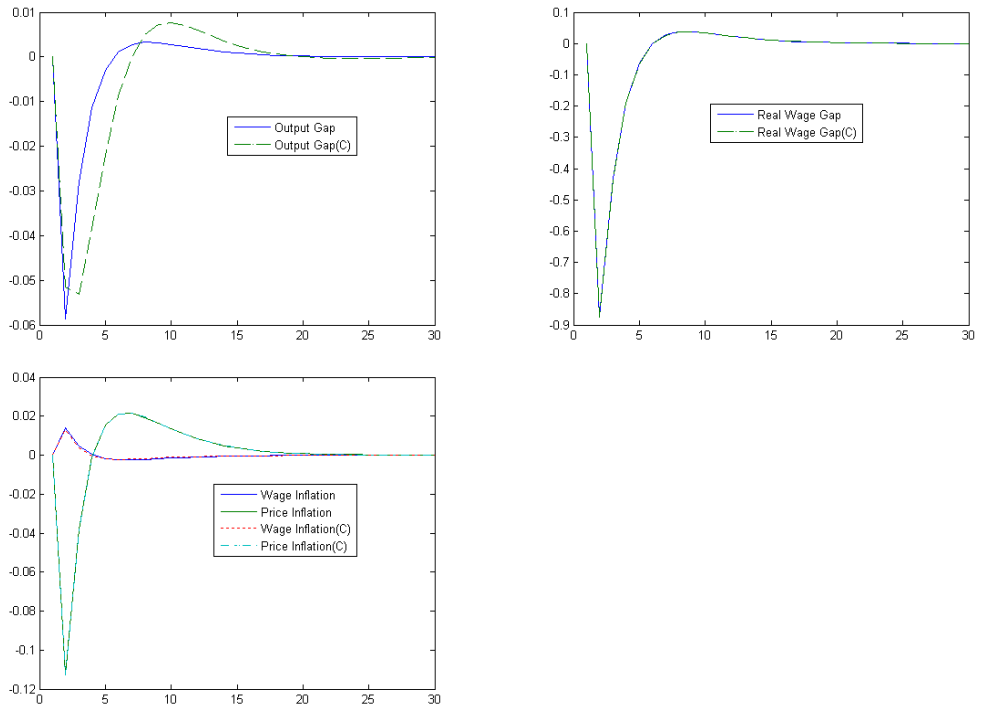 0.01
0
-0.01
-0.02
-0.03
-0.04
-0.05
-0.06
0 5 10 15 20 25 30
Output Gap
Output Gap(C)
0.1
0
-0.1
-0.2
-0.3
-0.4
-0.5
-0.6
-0.7
-0.8
-0.9
0 5 10 15 20 25 30
Real Wage Gap
Real Wage Gap(C)
0.04
0.02
0
-0.02
-0.04
-0.06
-0.08
-0.1
-0.12
0 5 10 15 20 25 30
Wage Inflation
Price Inflation
Wage Inflation(C)
Price Inflation(C)